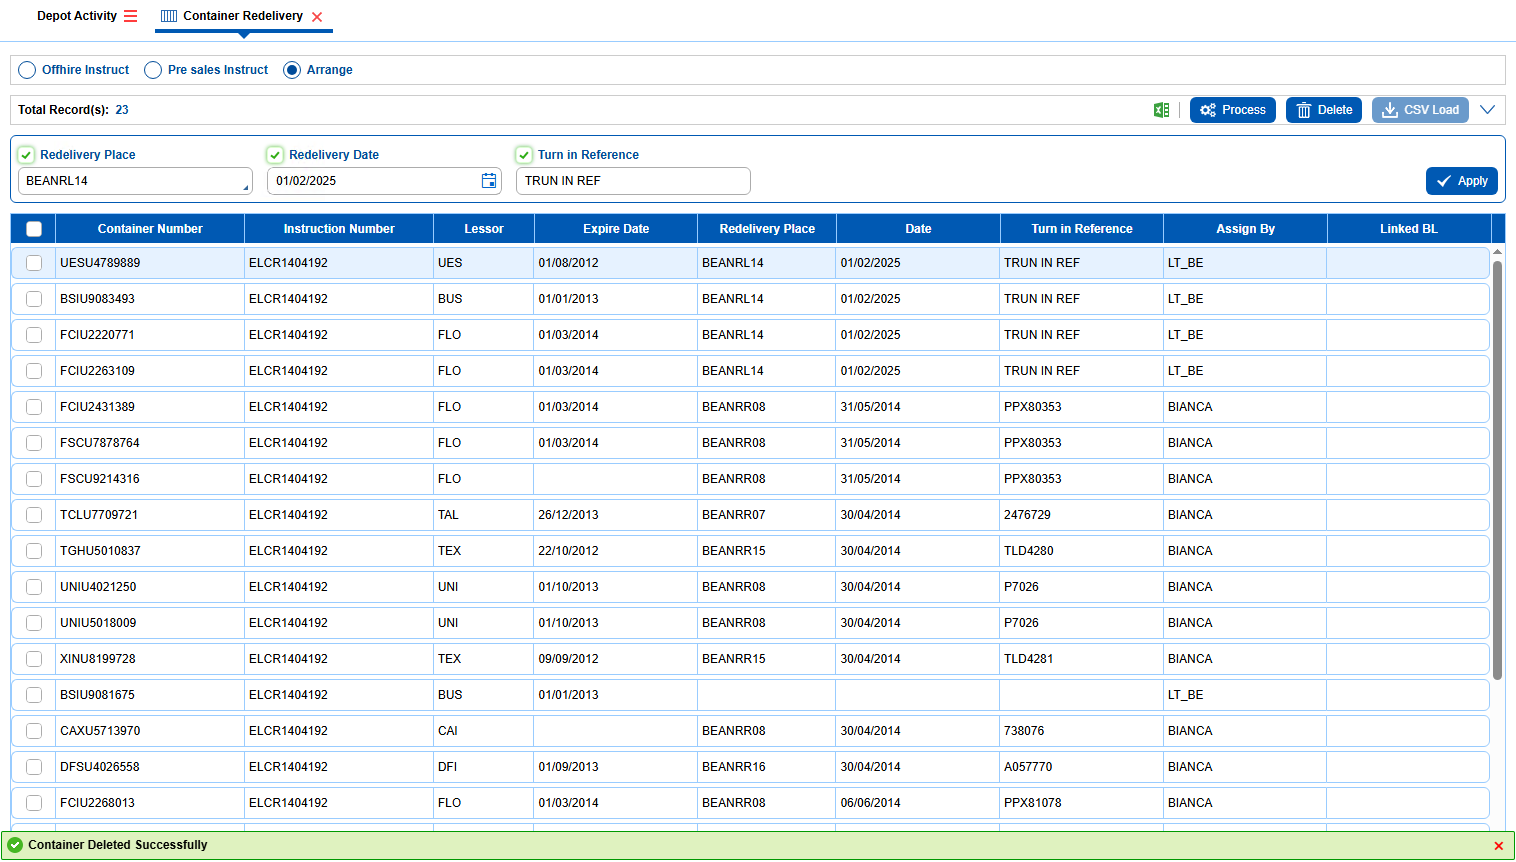 Depot Activity Container Redelivery
Offhire Instruct Pre sales Instruct Arrange
Total Record(s): 23 Process Delete CSV Load
Redelivery Place Redelivery Date Turn in Reference
BEANRL14 01/02/2025 TRUN IN REF Apply
Container Number Instruction Number Lessor Expire Date Redelivery Place Date Turn in Reference Assign By Linked BL
UESU4789889 ELCR1404192 UES 01/08/2012 BEANRL14 01/02/2025 TRUN IN REF LT_BE
BSIU9083493 ELCR1404192 BUS 01/01/2013 BEANRL14 01/02/2025 TRUN IN REF LT_BE
FCIU2220771 ELCR1404192 FLO 01/03/2014 BEANRL14 01/02/2025 TRUN IN REF LT_BE
FCIU2263109 ELCR1404192 FLO 01/03/2014 BEANRL14 01/02/2025 TRUN IN REF LT_BE
FCIU2431389 ELCR1404192 FLO 01/03/2014 BEANRR08 31/05/2014 PPX80353 BIANCA
FSCU7878764 ELCR1404192 FLO 01/03/2014 BEANRR08 31/05/2014 PPX80353 BIANCA
FSCU9214316 ELCR1404192 FLO BEANRR08 31/05/2014 PPX80353 BIANCA
TCLU7709721 ELCR1404192 TAL 26/12/2013 BEANRR07 30/04/2014 2476729 BIANCA
TGHU5010837 ELCR1404192 TEX 22/10/2012 BEANRR15 30/04/2014 TLD4280 BIANCA
UNIU4021250 ELCR1404192 UNI 01/10/2013 BEANRR08 30/04/2014 P7026 BIANCA
UNIU5018009 ELCR1404192 UNI 01/10/2013 BEANRR08 30/04/2014 P7026 BIANCA
XINU8199728 ELCR1404192 TEX 09/09/2012 BEANRR15 30/04/2014 TLD4281 BIANCA
BSIU9081675 ELCR1404192 BUS 01/01/2013 LT_BE
CAXU5713970 ELCR1404192 CAI BEANRR08 30/04/2014 738076 BIANCA
DFSU4026558 ELCR1404192 DFI 01/09/2013 BEANRR16 30/04/2014 A057770 BIANCA
FCIU2268013 ELCR1404192 FLO 01/03/2014 BEANRR08 06/06/2014 PPX81078 BIANCA
Container Deleted Successfully